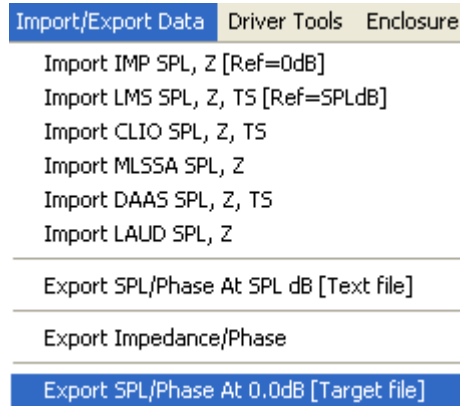 Import/Export Data Driver Tools Enclosure
Import IMP SPL, Z [Ref=0dB]
Import LMS SPL, Z, TS [Ref=SPLdB]
Import CLIO SPL, Z, TS
Import MLSSA SPL, Z
Import DAAS SPL, Z, TS
Import LAUD SPL, Z
Export SPL/Phase At SPL dB [Text file]
Export Impedance/Phase
Export SPL/Phase At 0.0dB [Target file]